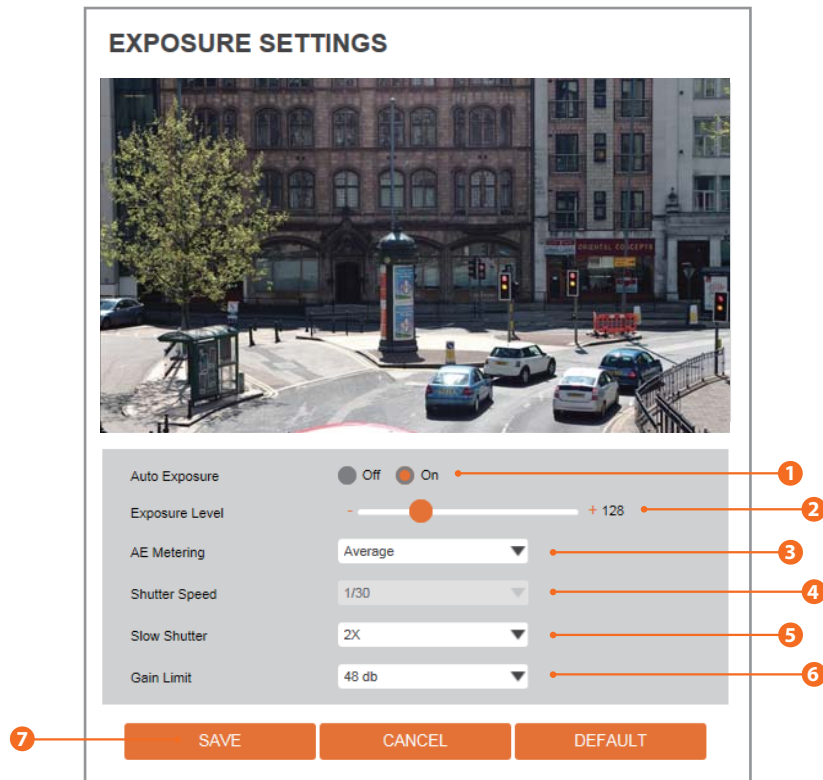 EXPOSURE SETTINGS
ORIENTAL CONCEPTS
Auto Exposure Off On 1
Exposure Level - + 128 2
AE Metering Average 3
Shutter Speed 1/30 4
Slow Shutter 2X 5
Gain Limit 48 db 6
7 SAVE CANCEL DEFAULT